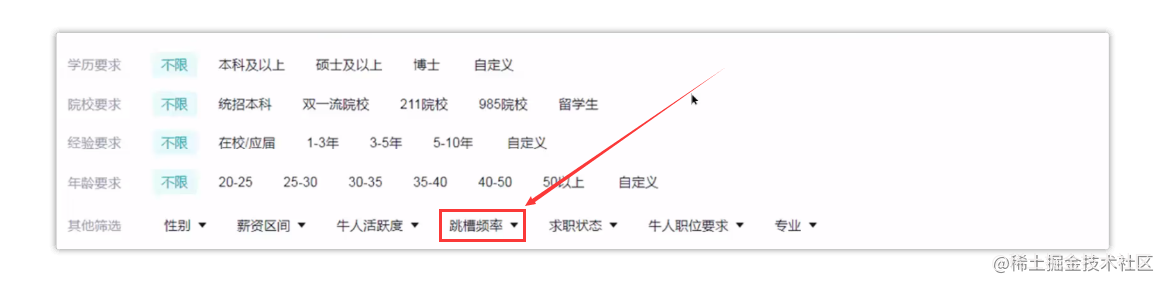 学历要求 不限 本科及以上 硕士及以上 博士 自定义
院校要求 不限 统招本科 双一流院校 211院校 985院校 留学生
经验要求 不限 在校/应届 1-3年 3-5年 5-10年 自定义
年龄要求 不限 20-25 25-30 30-35 35-40 40-50 50以上 自定义
其他筛选 性别 薪资区间 牛人活跃度 跳槽频率 求职状态 牛人职位要求 专业
@稀土掘金技术社区